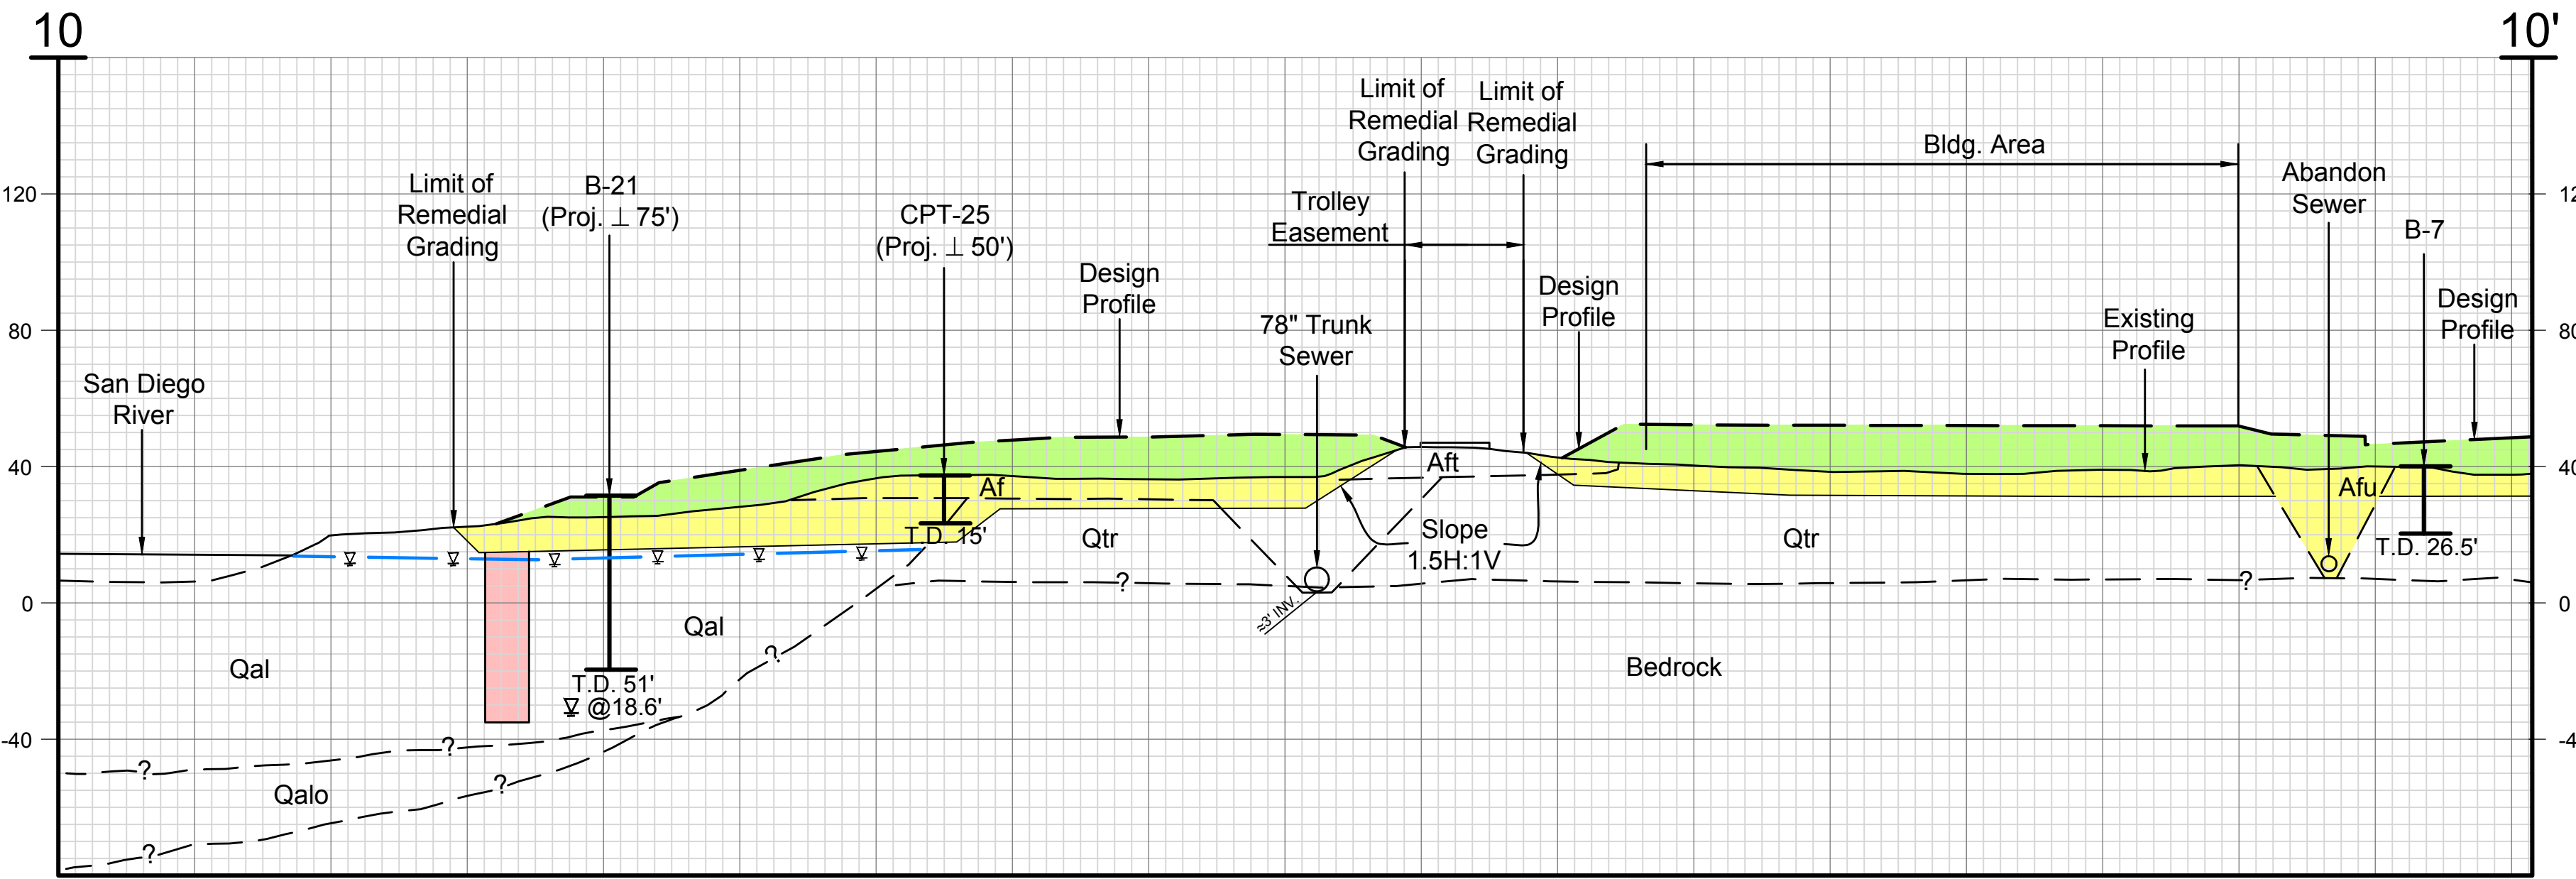 10
10'
Limit of
Remedial
Grading
Limit of
Remedial
Grading
Bldg. Area
Abandon
Sewer
Limit of
Remedial
Grading
B-21
(Proj. ⊥ 75')
CPT-25
(Proj. ⊥ 50')
Trolley
Easement
B-7
Design
Profile
Design
Profile
Design
Profile
78" Trunk
Sewer
Existing
Profile
San Diego
River
120
80
40
0
-40
12
80
40
0
-4
Aft
Af
Afu
T.D. 15'
Qtr
Slope
1.5H:1V
Qtr
T.D. 26.5'
?
?
≈3' INV.
Qal
Qal
?
Bedrock
T.D. 51'
@18.6'
?
?
?
Qalo
?